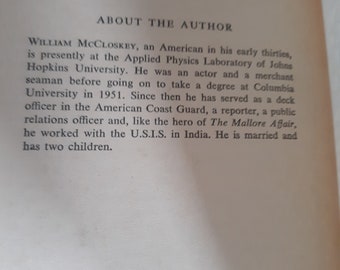 ABOUT THE AUTHOR
WILLIAM MCCLOSKEY, an American in his early thirties,
is presently at the Applied Physics Laboratory of Johns
Hopkins University. He was an actor and a merchant
seaman before going on to take a degree at Columbia
University in 1951. Since then he has served as a deck
officer in the American Coast Guard, a reporter, a public
relations officer and, like the hero of The Mallore Affair,
he worked with the U.S.I.S. in India. He is married and
has two children.